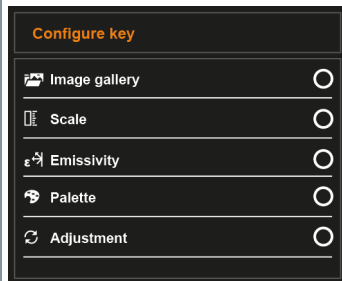 Configure key
Image gallery
Scale
ε Emissivity
Palette
Adjustment